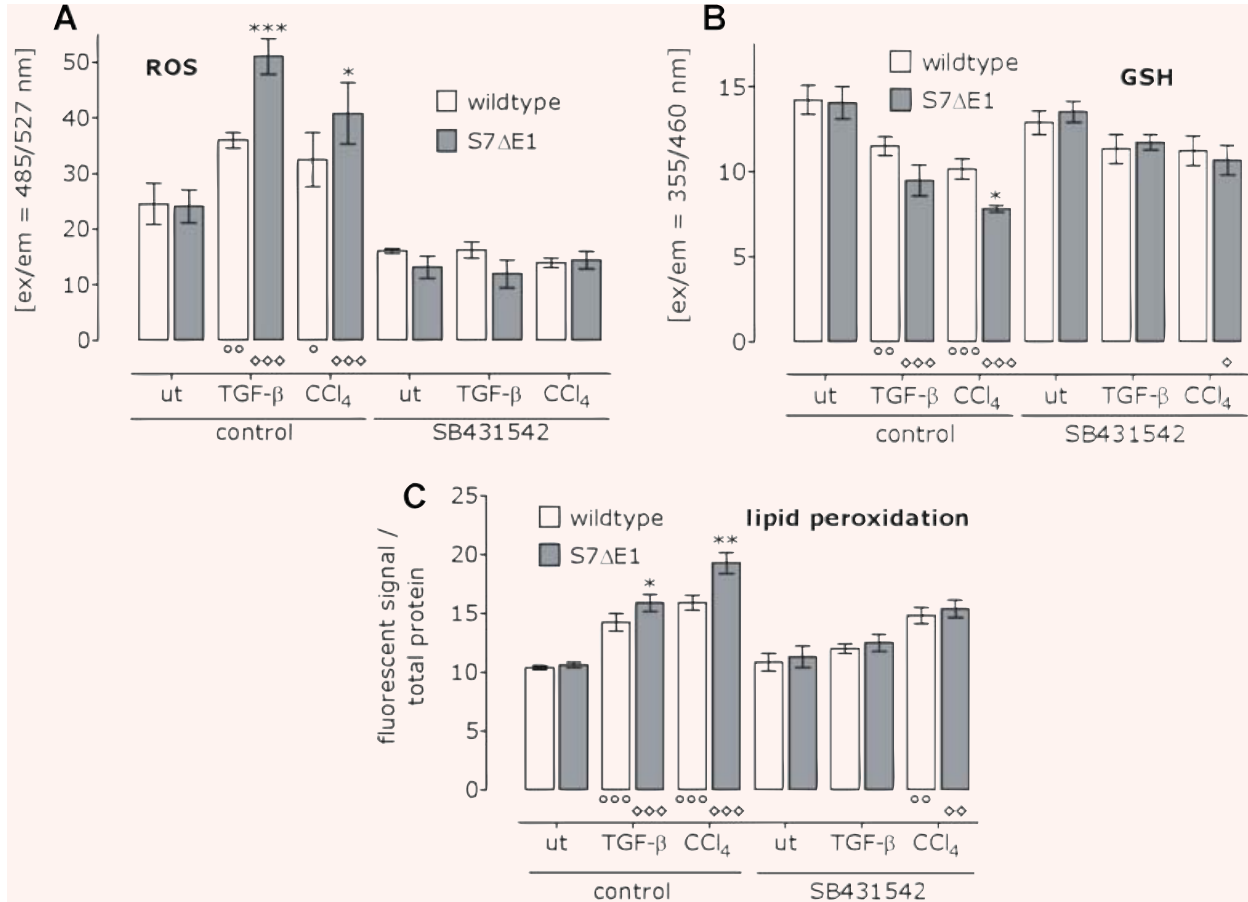 A
[ex/em = 485/527 nm]
50
40
30
20
10
0
ROS
***
*
wildtype
S7ΔE1
°°
◇◇◇
°
◇◇◇
ut
TGF-β
CCl₄
ut
TGF-β
CCl₄
control
SB431542
B
[ex/em = 355/460 nm]
15
10
5
0
wildtype
S7ΔE1
GSH
*
°°
◇◇◇
°°°
◇◇◇
◇
ut
TGF-β
CCl₄
ut
TGF-β
CCl₄
control
SB431542
C
fluorescent signal /
total protein
25
20
15
10
5
0
wildtype
S7ΔE1
lipid peroxidation
*
**
°°°
◇◇◇
°°°
◇◇◇
°°
◇◇
ut
TGF-β
CCl₄
ut
TGF-β
CCl₄
control
SB431542